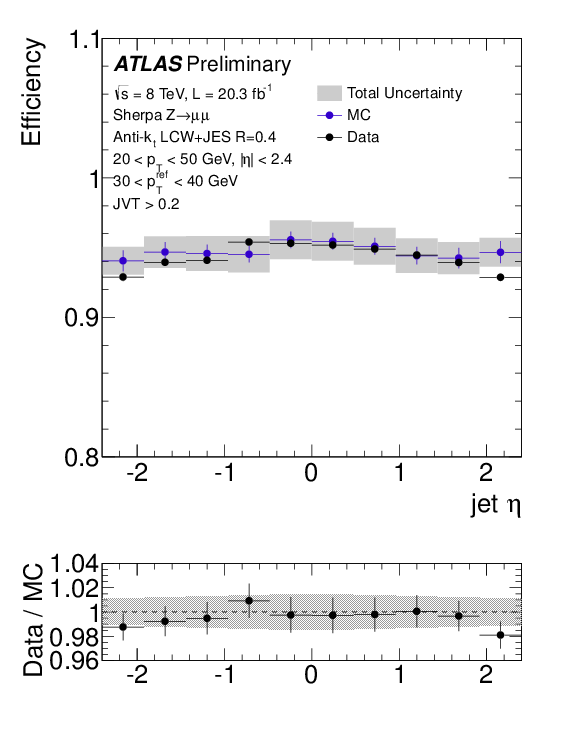 1.1
Efficiency
ATLAS Preliminary
√s = 8 TeV, L = 20.3 fb⁻¹
Total Uncertainty
Sherpa Z→μμ
MC
Anti-kₜ LCW+JES R=0.4
Data
20 < p_T < 50 GeV, |η| < 2.4
1
30 < p_T^ref < 40 GeV
JVT > 0.2
0.9
0.8
-2 -1 0 1 2
jet η
Data / MC
1.04
1.02
1
0.98
0.96
-2 -1 0 1 2